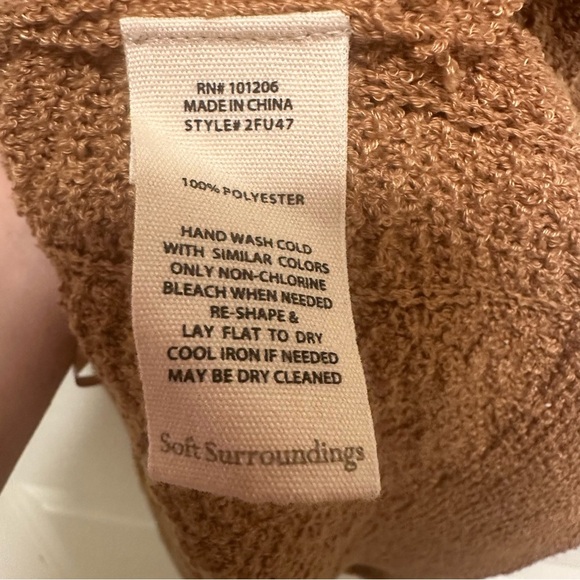 RN# 101206
MADE IN CHINA
STYLE# 2FU47
100% POLYESTER
HAND WASH COLD
WITH SIMILAR COLORS
ONLY NON-CHLORINE
BLEACH WHEN NEEDED
RE-SHAPE &
LAY FLAT TO DRY
COOL IRON IF NEEDED
MAY BE DRY CLEANED
Soft Surroundings